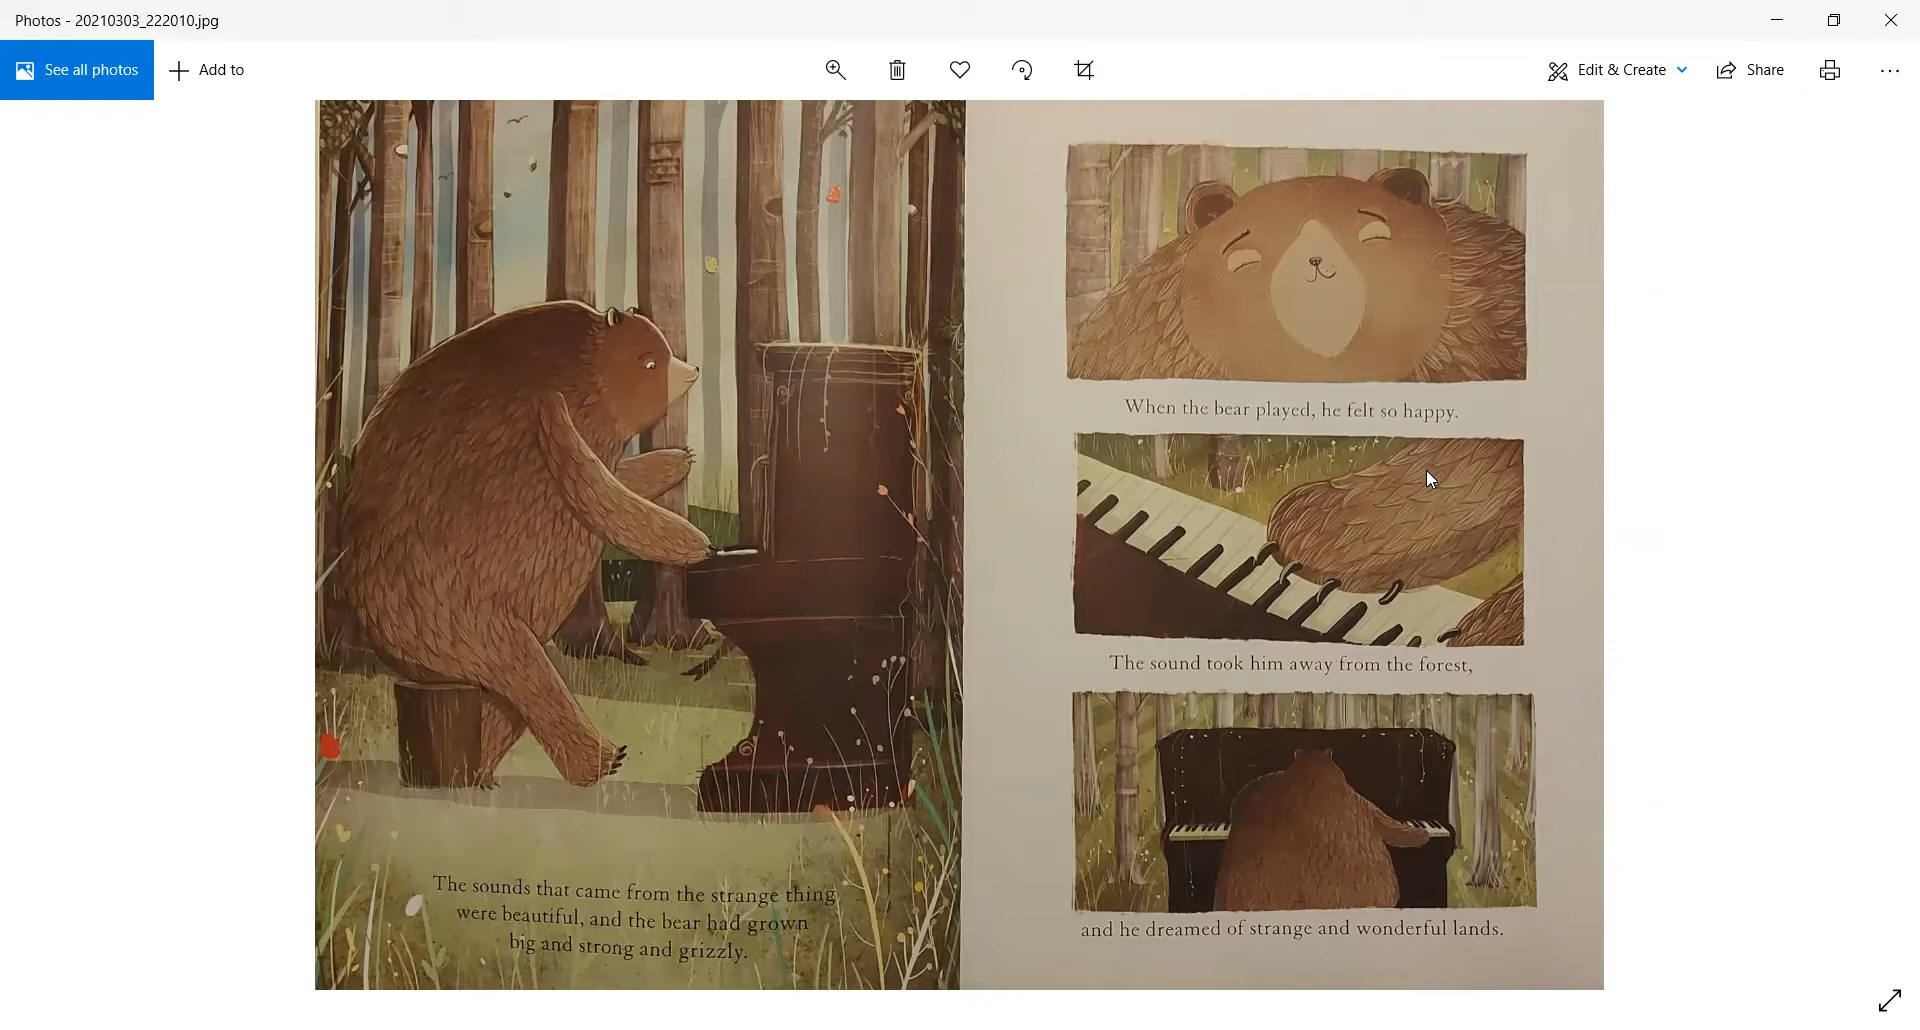 Photos - 20210303_222010.jpg
See all photos
Add to
Edit & Create
Share
The sounds that came from the strange thing
were beautiful, and the bear had grown
big and strong and grizzly.
When the bear played, he felt so happy.
The sound took him away from the forest,
and he dreamed of strange and wonderful lands.